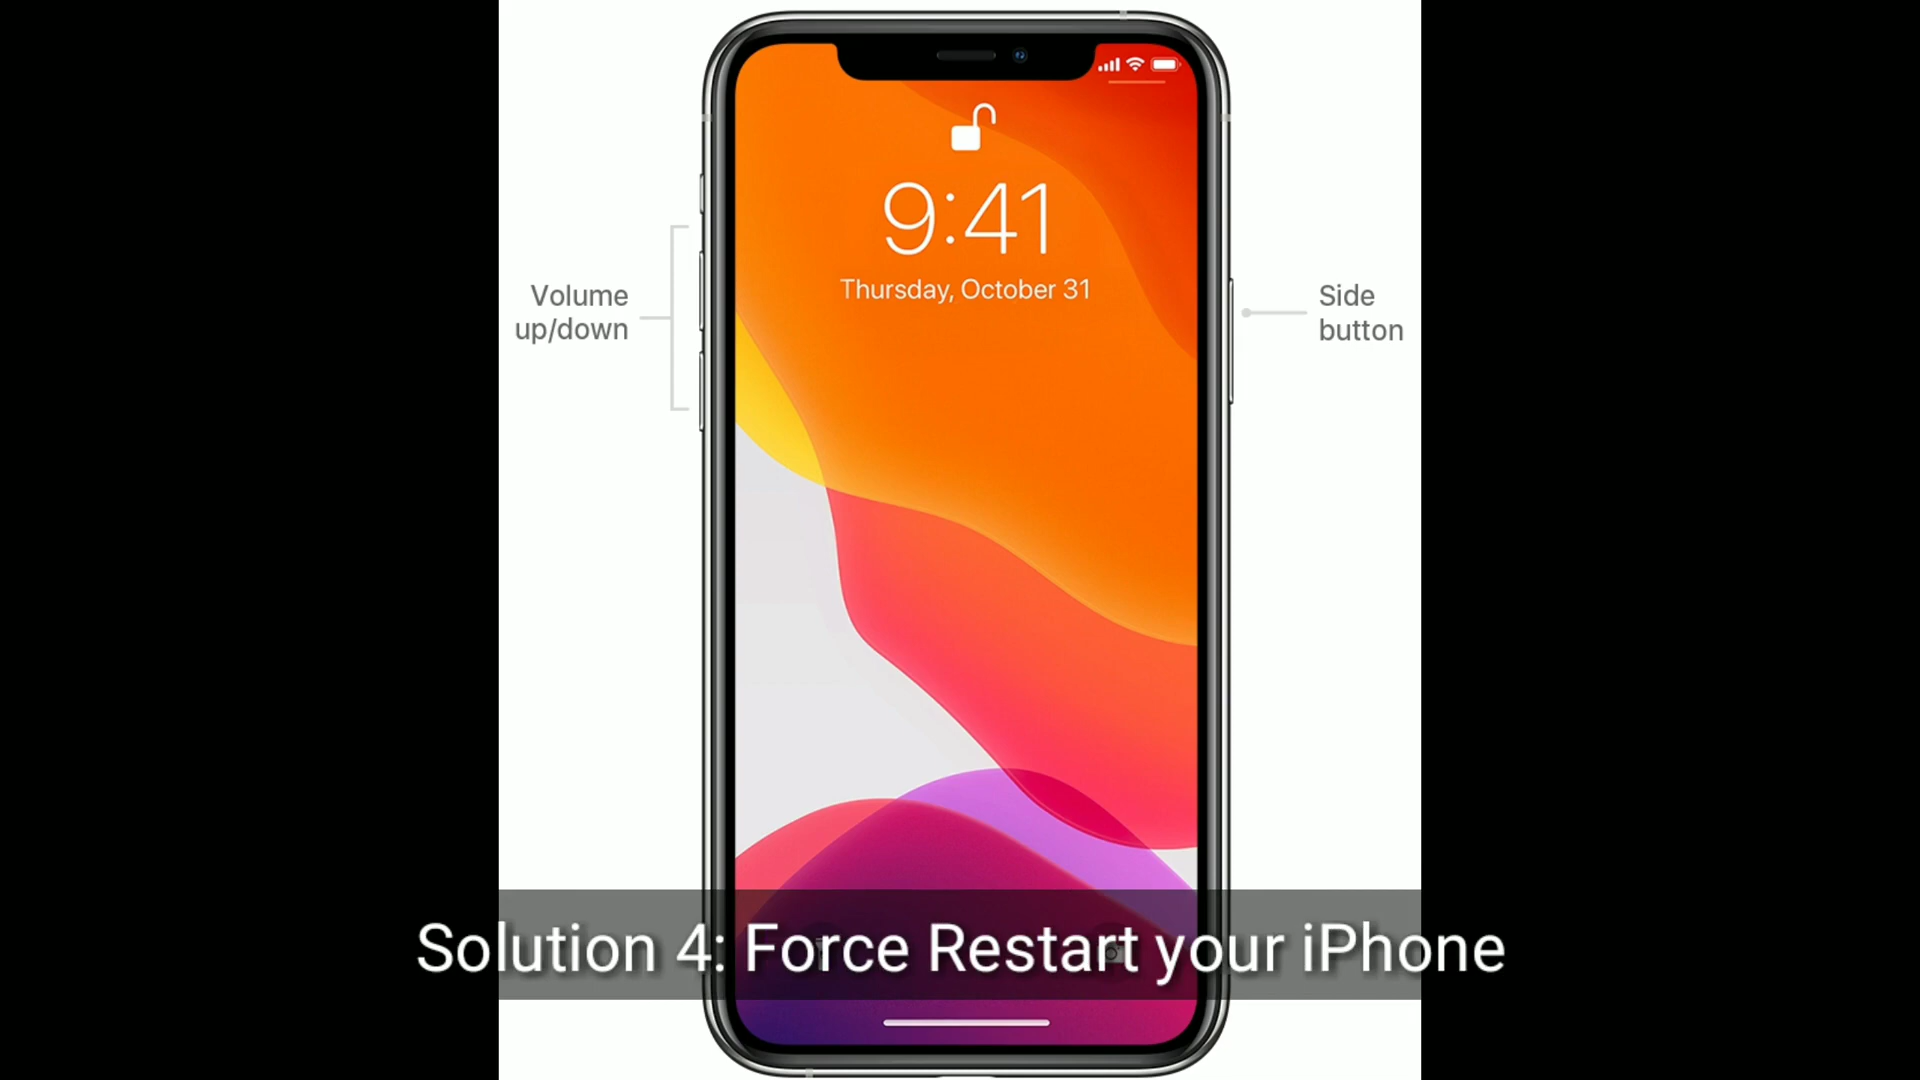 9:41
Thursday, October 31
Volume
up/down
Side
button
Solution 4: Force Restart your iPhone